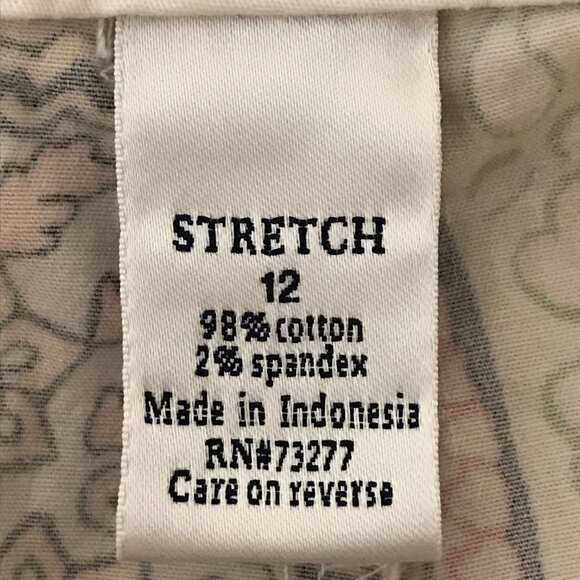 STRETCH
12
98% cotton
2% spandex
Made in Indonesia
RN#73277
Care on reverse